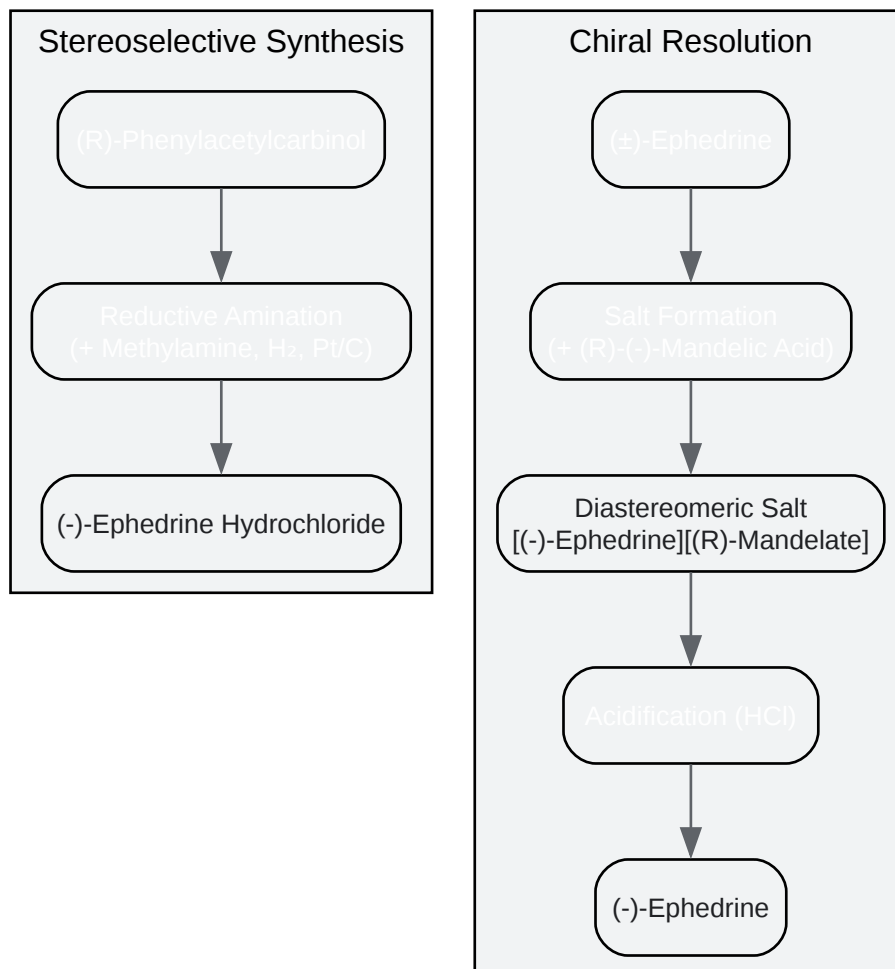 Stereoselective Synthesis
(R)-Phenylacetylcarbinol
Reductive Amination
(+ Methylamine, H₂, Pt/C)
(-)-Ephedrine Hydrochloride
Chiral Resolution
(±)-Ephedrine
Salt Formation
(+ (R)-(-)-Mandelic Acid)
Diastereomeric Salt
[(-)-Ephedrine][(R)-Mandelate]
Acidification (HCl)
(-)-Ephedrine